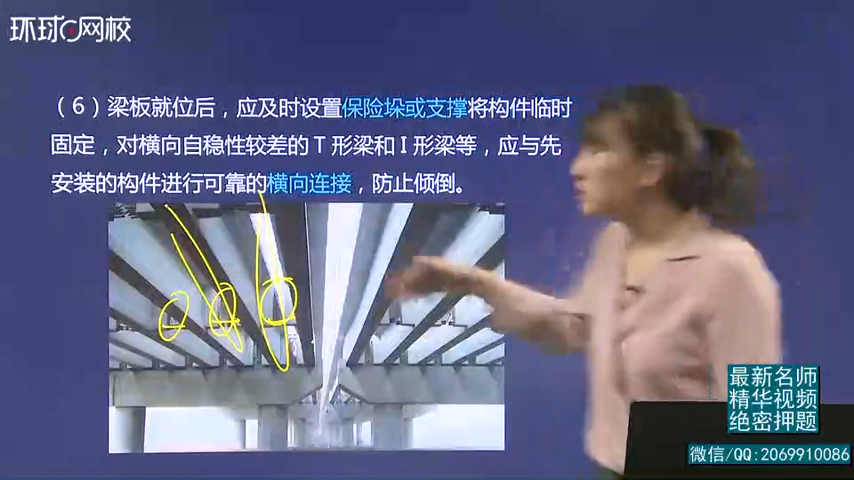 环球网校
（6）梁板就位后，应及时设置保险垛或支撑将构件临时
固定，对横向自稳性较差的 T 形梁和 I 形梁等，应与先
安装的构件进行可靠的横向连接，防止倾倒。
最新名师
精华视频
绝密押题
微信/QQ:2069910086